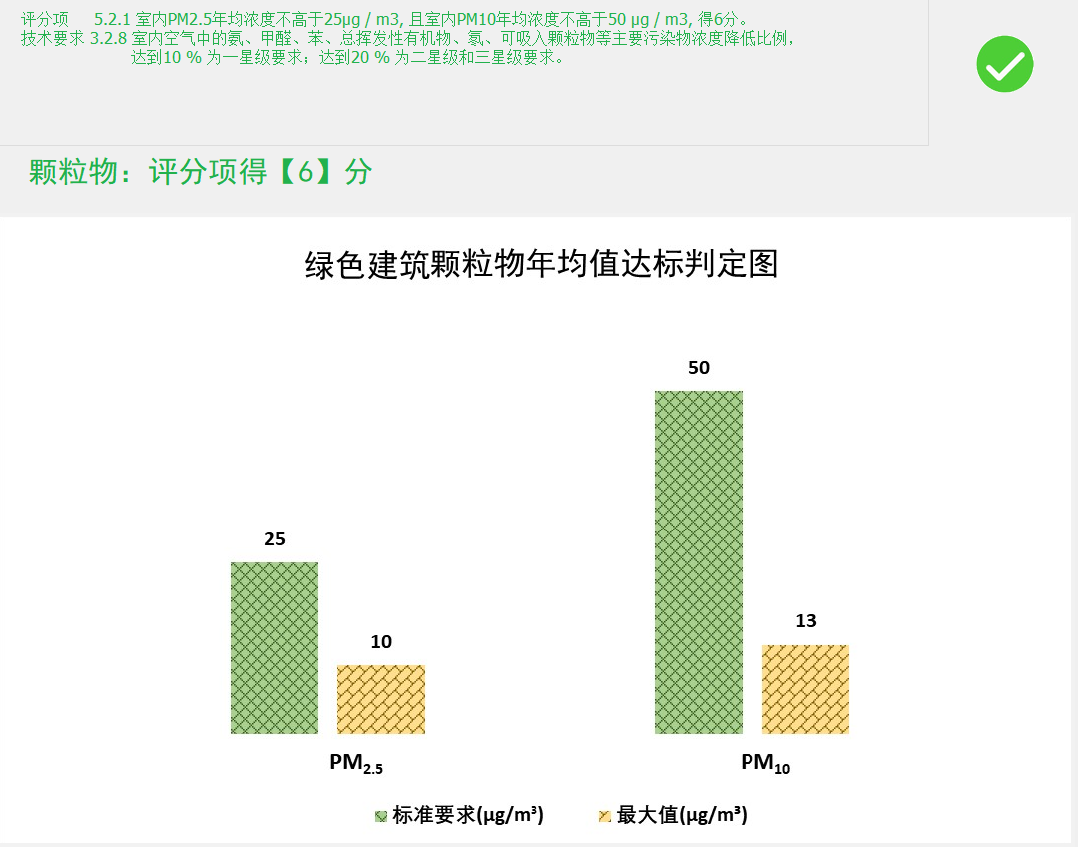 评分项 5.2.1 室内PM2.5年均浓度不高于25μg / m3, 且室内PM10年均浓度不高于50 μg / m3, 得6分。
技术要求 3.2.8 室内空气中的氨、甲醛、苯、总挥发性有机物、氡、可吸入颗粒物等主要污染物浓度降低比例，
达到10 % 为一星级要求；达到20 % 为二星级和三星级要求。
颗粒物：评分项得【6】分
绿色建筑颗粒物年均值达标判定图
50
25
13
10
PM2.5 PM10
标准要求(μg/m³) 最大值(μg/m³)